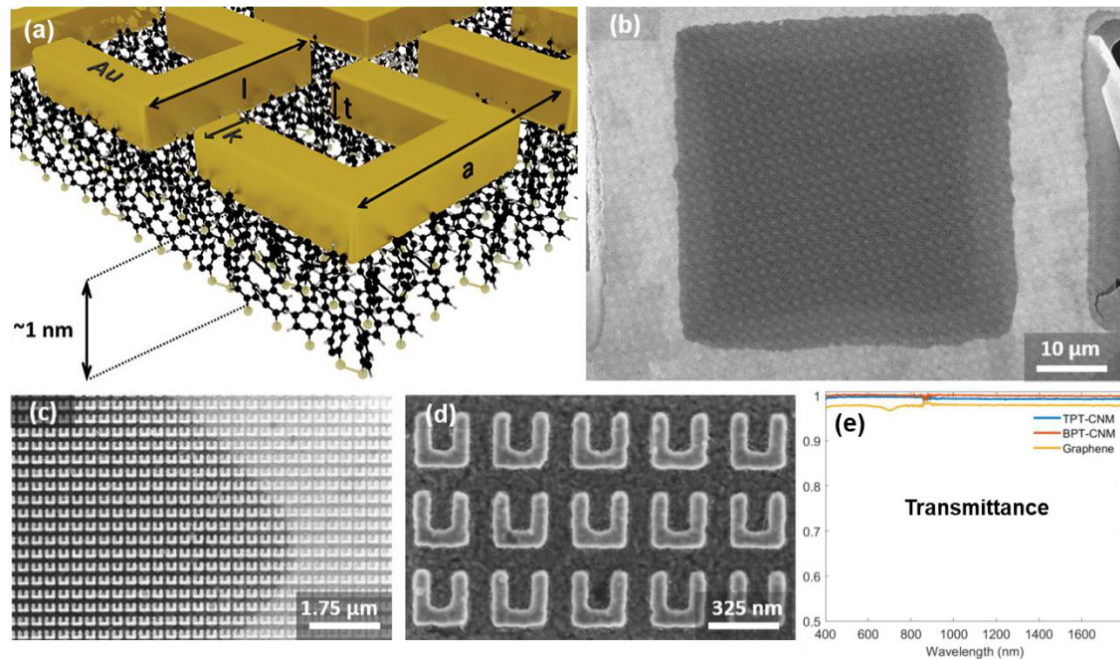 (a)
Au
l
t
k
a
~1 nm
(b)
10 µm
(c)
1.75 µm
(d)
325 nm
(e)
1
0.9
0.8
0.7
0.6
0.5
TPT-CNM
BPT-CNM
Graphene
Transmittance
400 600 800 1000 1200 1400 1600
Wavelength (nm)